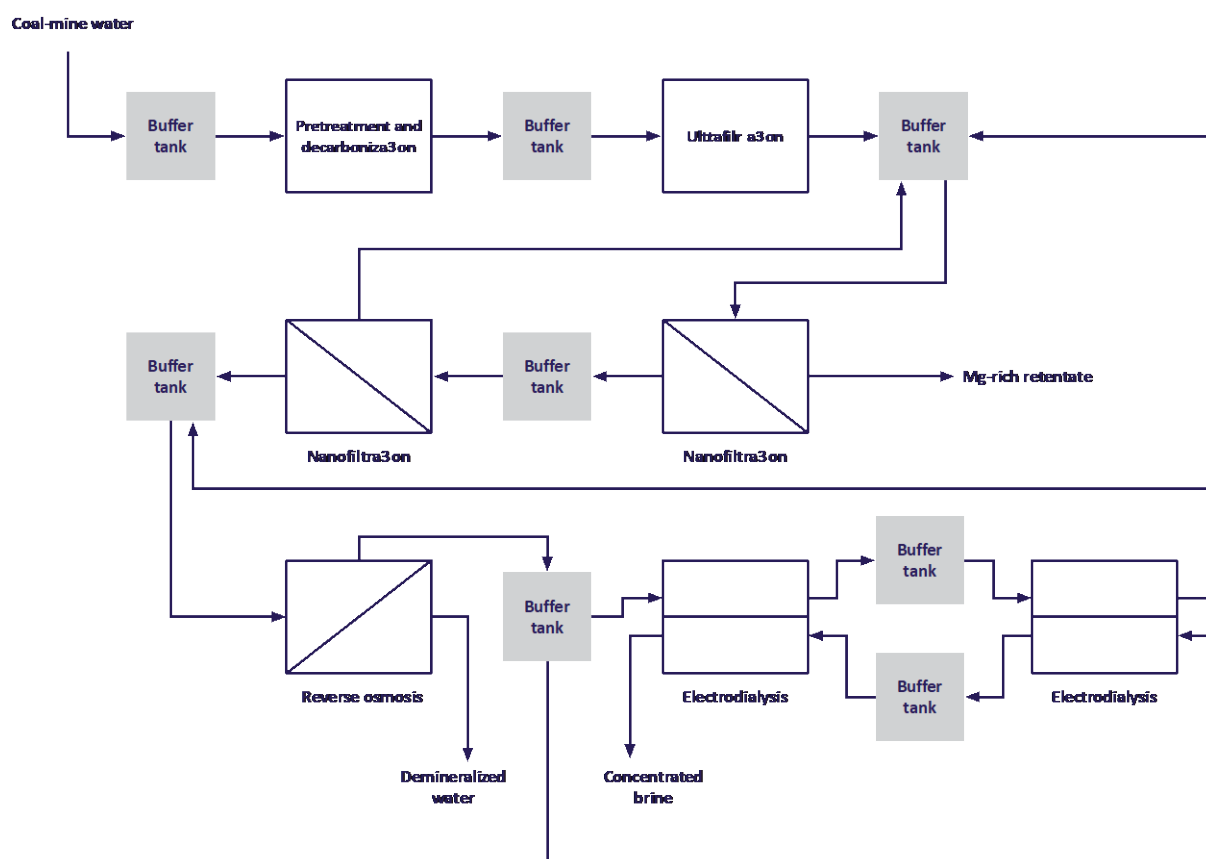 Coal-mine water
Buffer
tank
Pretreatment and
decarboniza3on
Buffer
tank
Ulttafilr a3on
Buffer
tank
Buffer
tank
Nanofiltra3on
Buffer
tank
Nanofiltra3on
Mg-rich retentate
Reverse osmosis
Buffer
tank
Electrodialysis
Buffer
tank
Buffer
tank
Electrodialysis
Demineralized
water
Concentrated
brine